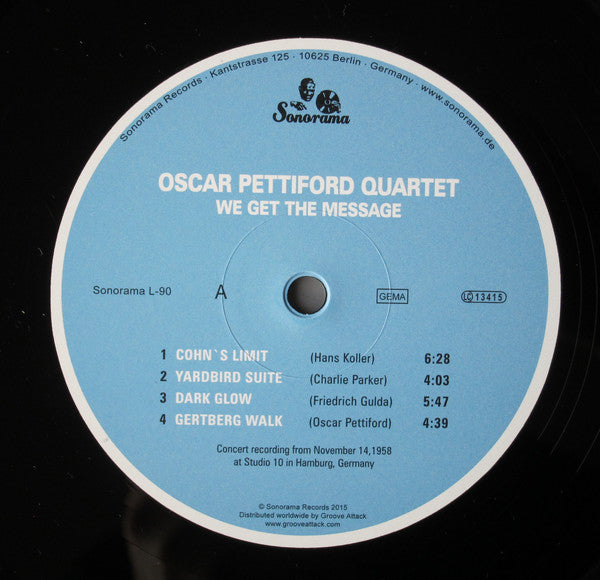 Sonorama Records · Kantstrasse 125 · 10625 Berlin · Germany · www.sonorama.de
Sonorama
OSCAR PETTIFORD QUARTET
WE GET THE MESSAGE
Sonorama L-90 A GEMA LC 13415
1 COHN`S LIMIT (Hans Koller) 6:28
2 YARDBIRD SUITE (Charlie Parker) 4:03
3 DARK GLOW (Friedrich Gulda) 5:47
4 GERTBERG WALK (Oscar Pettiford) 4:39
Concert recording from November 14,1958
at Studio 10 in Hamburg, Germany
© Sonorama Records 2015
Distributed worldwide by Groove Attack
www.grooveattack.com